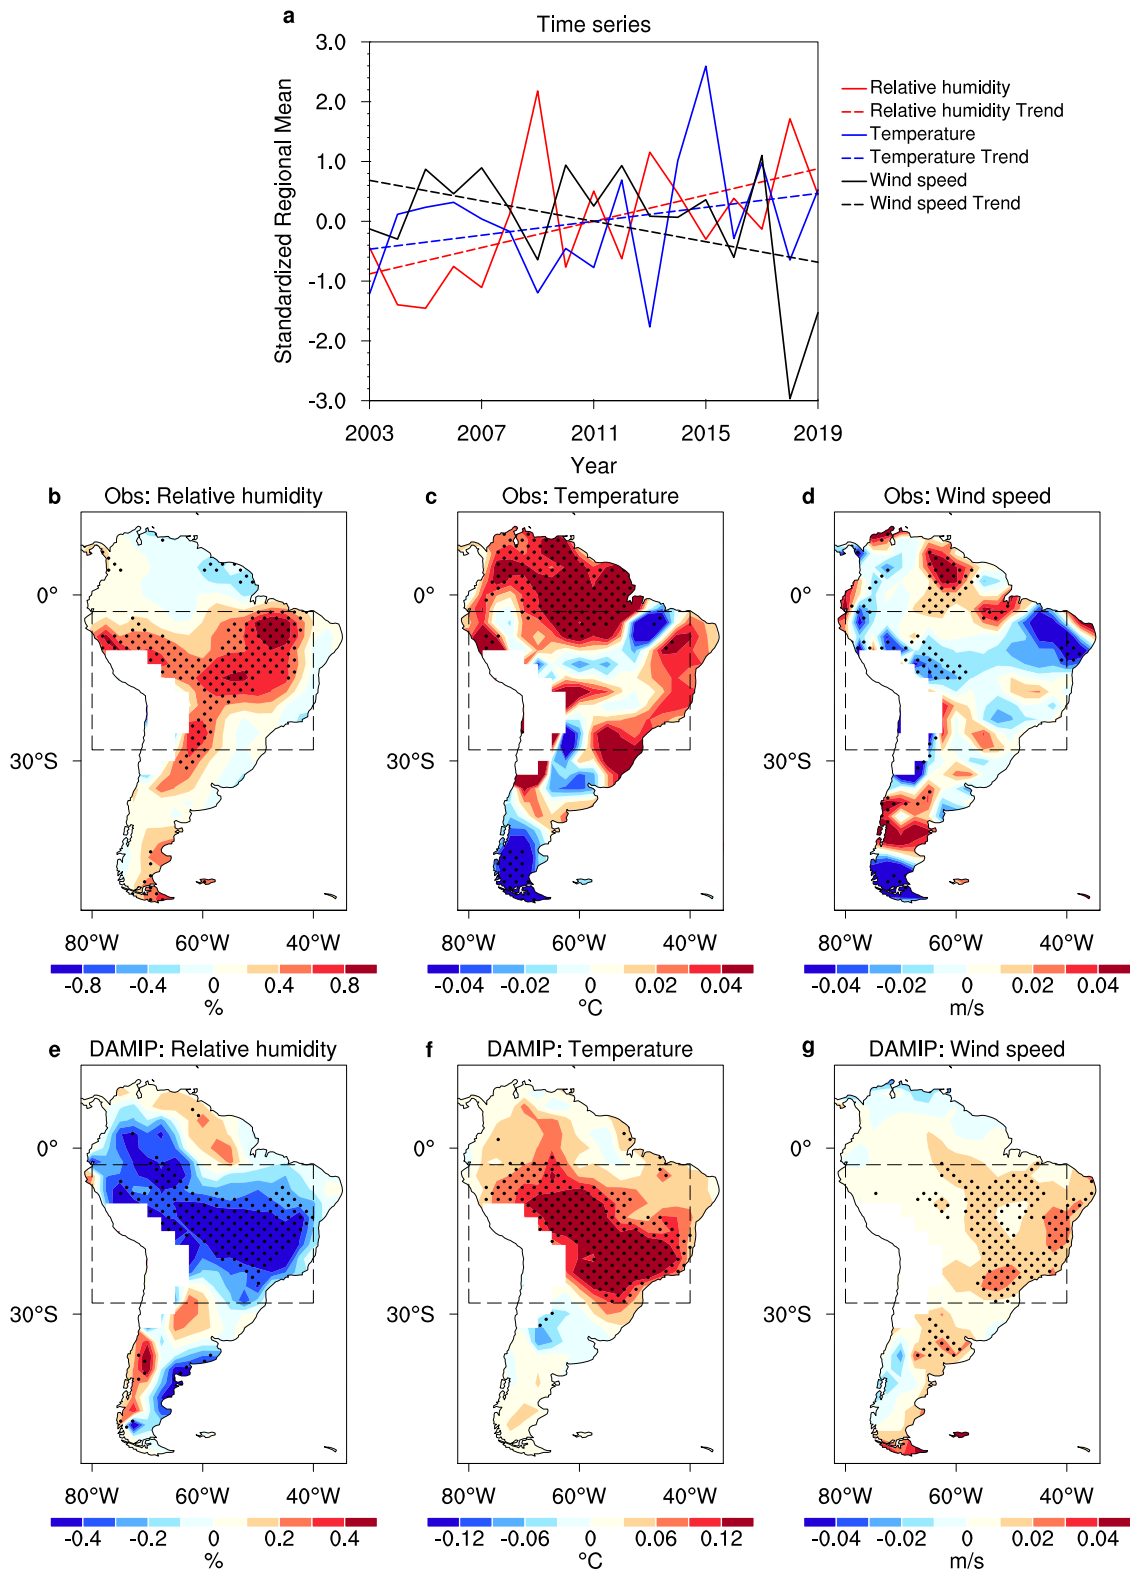 a
Time series
Standardized Regional Mean
3.0
2.0
1.0
0.0
-1.0
-2.0
-3.0
2003 2007 2011 2015 2019
Year
Relative humidity
Relative humidity Trend
Temperature
Temperature Trend
Wind speed
Wind speed Trend
b Obs: Relative humidity
0°
30°S
80°W 60°W 40°W
-0.8 -0.4 0 0.4 0.8
%
c Obs: Temperature
0°
30°S
80°W 60°W 40°W
-0.04 -0.02 0 0.02 0.04
°C
d Obs: Wind speed
0°
30°S
80°W 60°W 40°W
-0.04 -0.02 0 0.02 0.04
m/s
e DAMIP: Relative humidity
0°
30°S
80°W 60°W 40°W
-0.4 -0.2 0 0.2 0.4
%
f DAMIP: Temperature
0°
30°S
80°W 60°W 40°W
-0.12 -0.06 0 0.06 0.12
°C
g DAMIP: Wind speed
0°
30°S
80°W 60°W 40°W
-0.04 -0.02 0 0.02 0.04
m/s